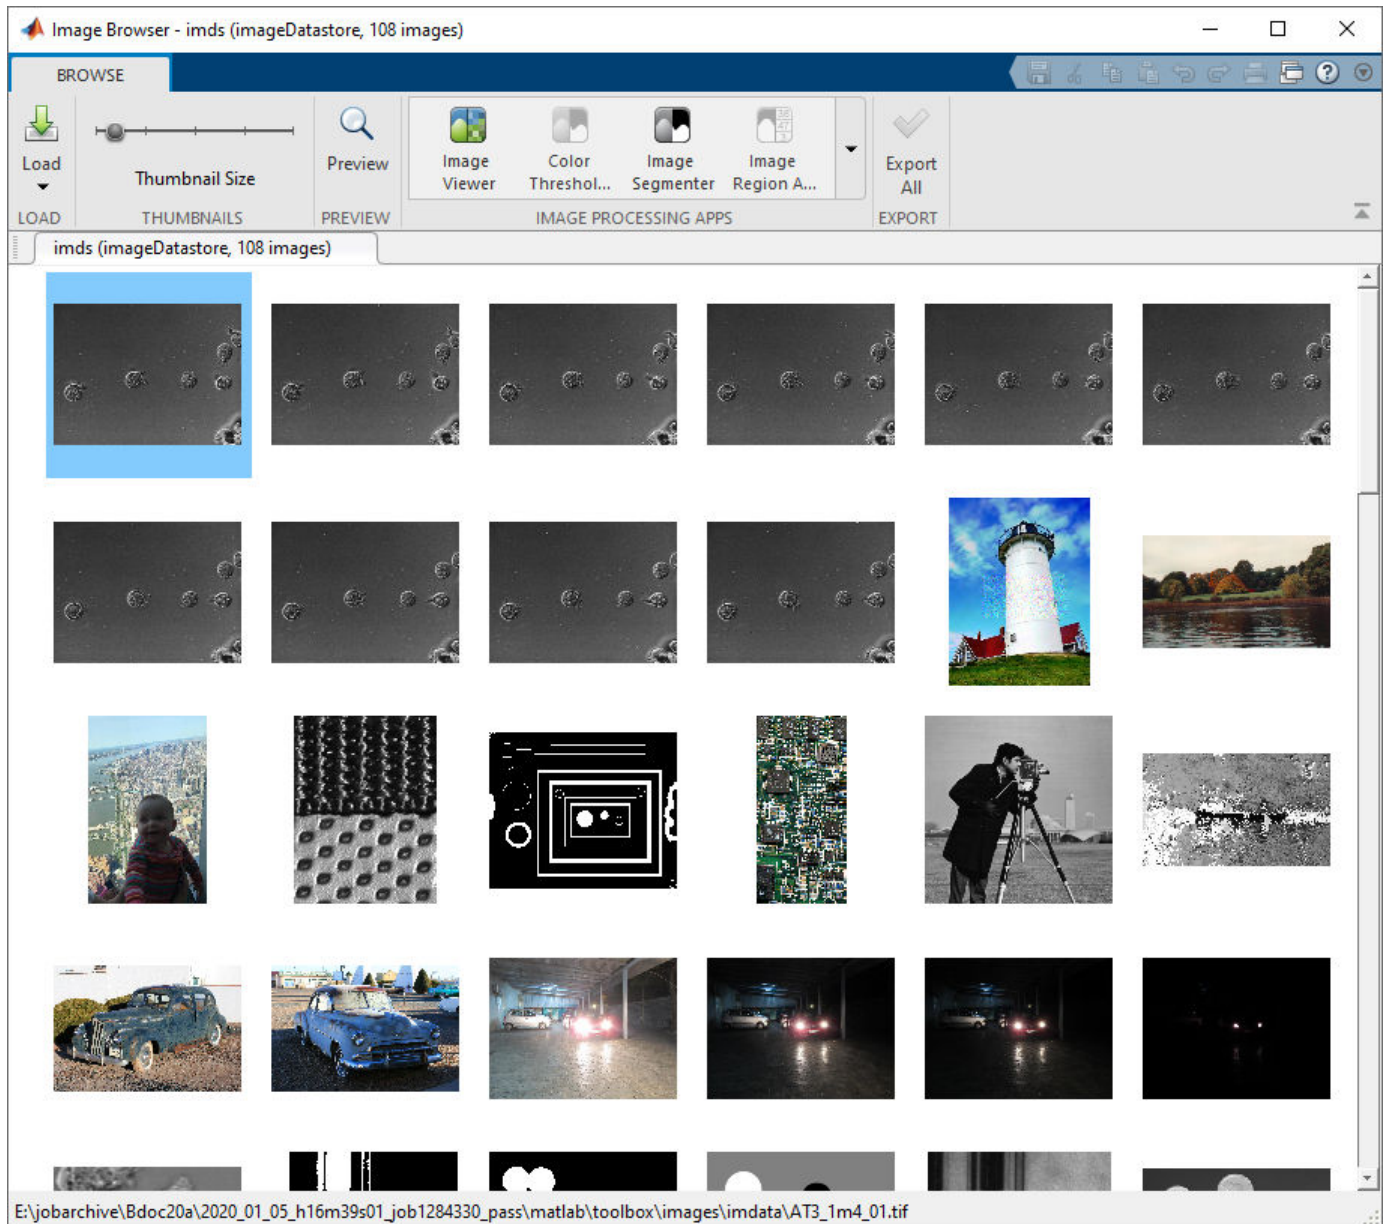 Image Browser - imds (imageDatastore, 108 images)
BROWSE
Load
Thumbnail Size
Preview
Image
Viewer
Color
Threshol...
Image
Segmenter
Image
Region A...
Export
All
LOAD
THUMBNAILS
PREVIEW
IMAGE PROCESSING APPS
EXPORT
imds (imageDatastore, 108 images)
E:\jobarchive\Bdoc20a\2020_01_05_h16m39s01_job1284330_pass\matlab\toolbox\images\imdata\AT3_1m4_01.tif